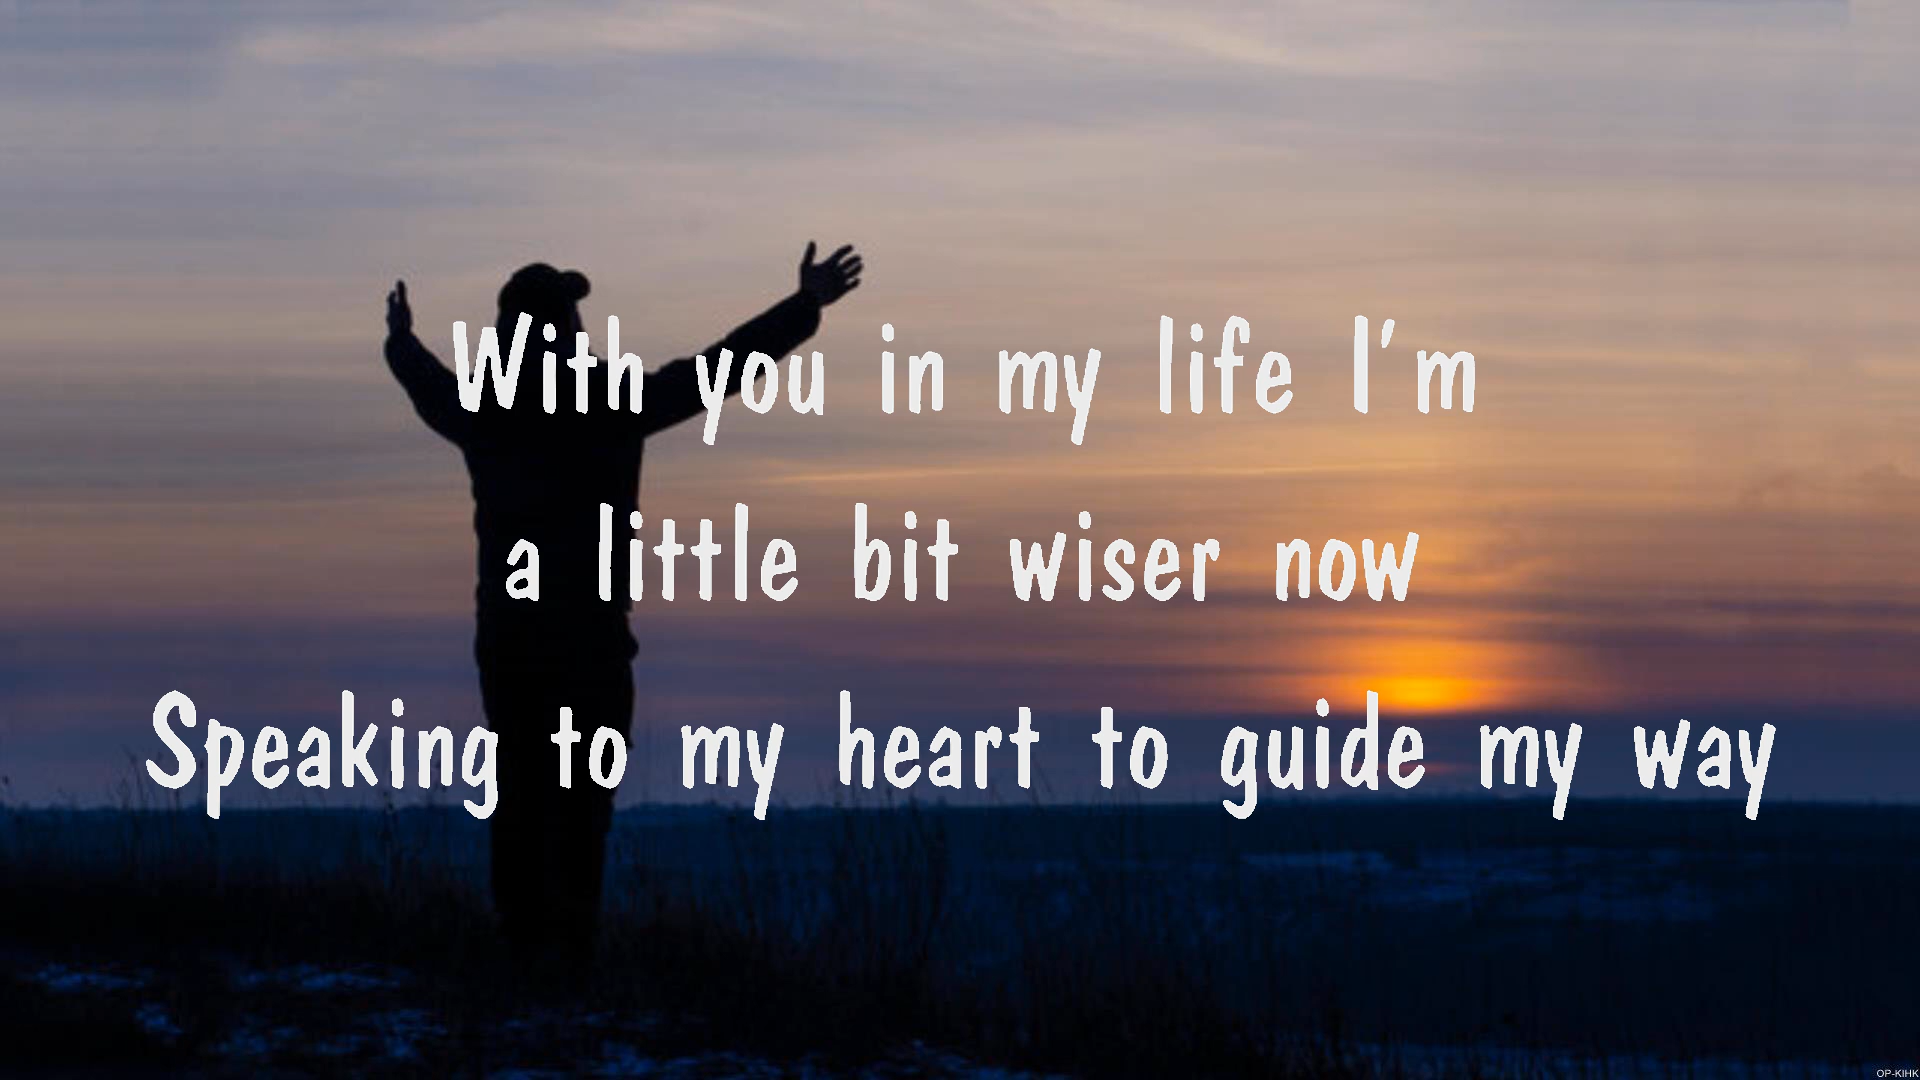 With you in my life I'm
a little bit wiser now
Speaking to my heart to guide my way
OP-KIHK